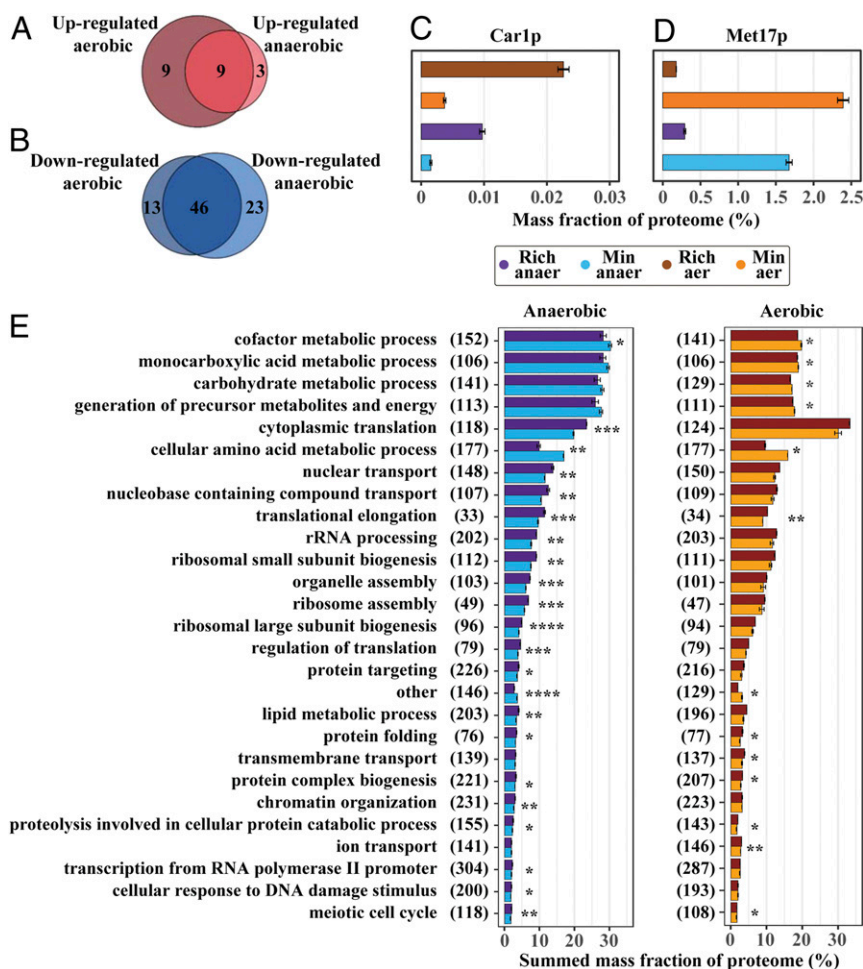 A
Up-regulated aerobic
Up-regulated anaerobic
9
9
3
B
Down-regulated aerobic
Down-regulated anaerobic
13
46
23
C
Car1p
0
0.01
0.02
0.03
D
Met17p
0
0.5
1.0
1.5
2.0
2.5
Mass fraction of proteome (%)
Rich anaer
Min anaer
Rich aer
Min aer
E
Anaerobic
Aerobic
cofactor metabolic process (152) * (141) *
monocarboxylic acid metabolic process (106) (106) *
carbohydrate metabolic process (141) (129) *
generation of precursor metabolites and energy (113) (111) *
cytoplasmic translation (118) *** (124)
cellular amino acid metabolic process (177) ** (177) *
nuclear transport (148) ** (150)
nucleobase containing compound transport (107) ** (109)
translational elongation (33) *** (34) **
rRNA processing (202) ** (203)
ribosomal small subunit biogenesis (112) ** (111)
organelle assembly (103) *** (101)
ribosome assembly (49) *** (47)
ribosomal large subunit biogenesis (96) **** (94)
regulation of translation (79) *** (79)
protein targeting (226) * (216)
other (146) **** (129) *
lipid metabolic process (203) ** (196)
protein folding (76) * (77) *
transmembrane transport (139) (137) *
protein complex biogenesis (221) * (207) *
chromatin organization (231) ** (223)
proteolysis involved in cellular protein catabolic process (155) * (143) *
ion transport (141) (146) **
transcription from RNA polymerase II promoter (304) * (287)
cellular response to DNA damage stimulus (200) * (193)
meiotic cell cycle (118) ** (108) *
0 10 20 30
0 10 30
Summed mass fraction of proteome (%)